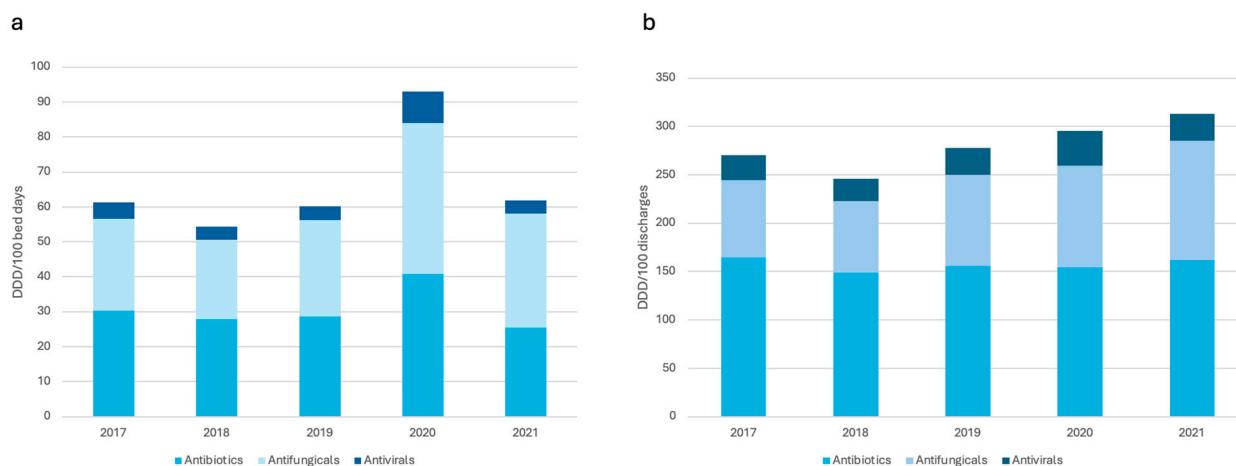 a
DDD/100 bed days
100
90
80
70
60
50
40
30
20
10
0
2017 2018 2019 2020 2021
Antibiotics Antifungicals Antivirals
b
DDD/100 discharges
350
300
250
200
150
100
50
0
2017 2018 2019 2020 2021
Antibiotics Antifungicals Antivirals